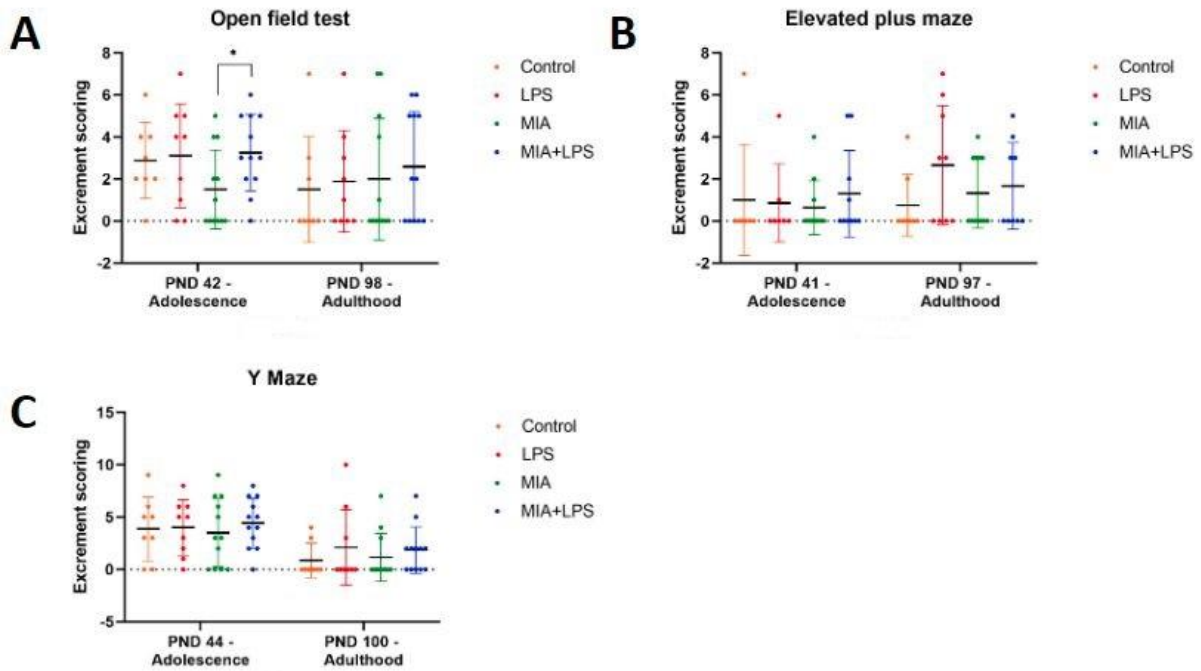 A
Open field test
Excrement scoring
8
6
4
2
0
-2
*
PND 42 -
Adolescence
PND 98 -
Adulthood
Control
LPS
MIA
MIA+LPS
B
Elevated plus maze
Excrement scoring
8
6
4
2
0
-2
PND 41 -
Adolescence
PND 97 -
Adulthood
Control
LPS
MIA
MIA+LPS
C
Y Maze
Excrement scoring
15
10
5
0
-5
PND 44 -
Adolescence
PND 100 -
Adulthood
Control
LPS
MIA
MIA+LPS